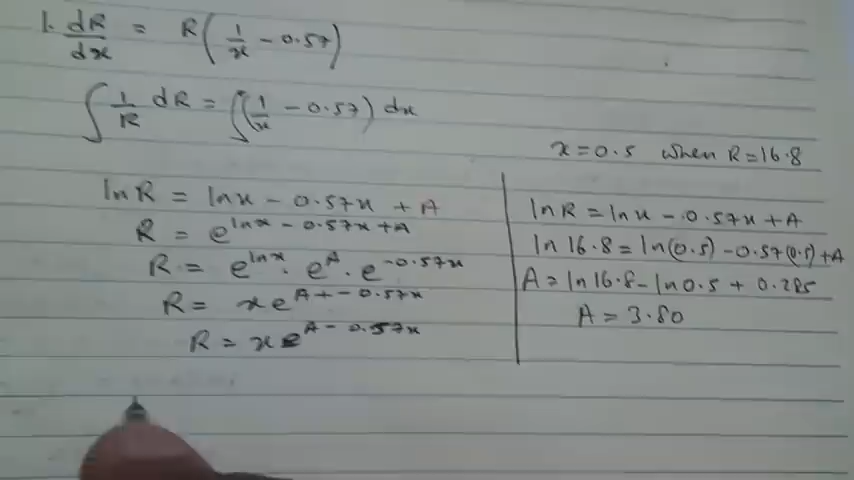 1. dR/dx = R(1/x - 0.57)
∫ 1/R dR = ∫(1/x - 0.57) dx
x = 0.5 when R = 16.8
ln R = ln x - 0.57x + A
R = e^(ln x - 0.57x + A)
R = e^(ln x) · e^A · e^(-0.57x)
R = x e^(A + - 0.57x)
R = x e^(A - 0.57x)
ln R = ln x - 0.57x + A
ln 16.8 = ln(0.5) - 0.57(0.5) + A
A = ln 16.8 - ln 0.5 + 0.285
A = 3.80